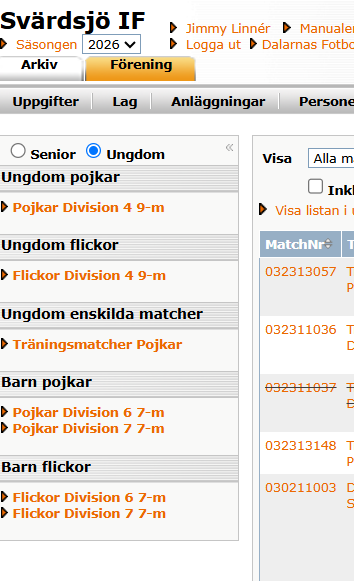 Svärdsjö IF
Säsongen 2026
Jimmy Linnér Manualer
Logga ut Dalarnas Fotbo
Arkiv Förening
Uppgifter Lag Anläggningar Persone
Senior Ungdom «
Ungdom pojkar
Pojkar Division 4 9-m
Ungdom flickor
Flickor Division 4 9-m
Ungdom enskilda matcher
Träningsmatcher Pojkar
Barn pojkar
Pojkar Division 6 7-m
Pojkar Division 7 7-m
Barn flickor
Flickor Division 6 7-m
Flickor Division 7 7-m
Visa Alla m
Inkl
Visa listan i
MatchNr T
032313057 T
P
032311036 T
D
032311037 T
D
032313148 T
P
030211003 D
S